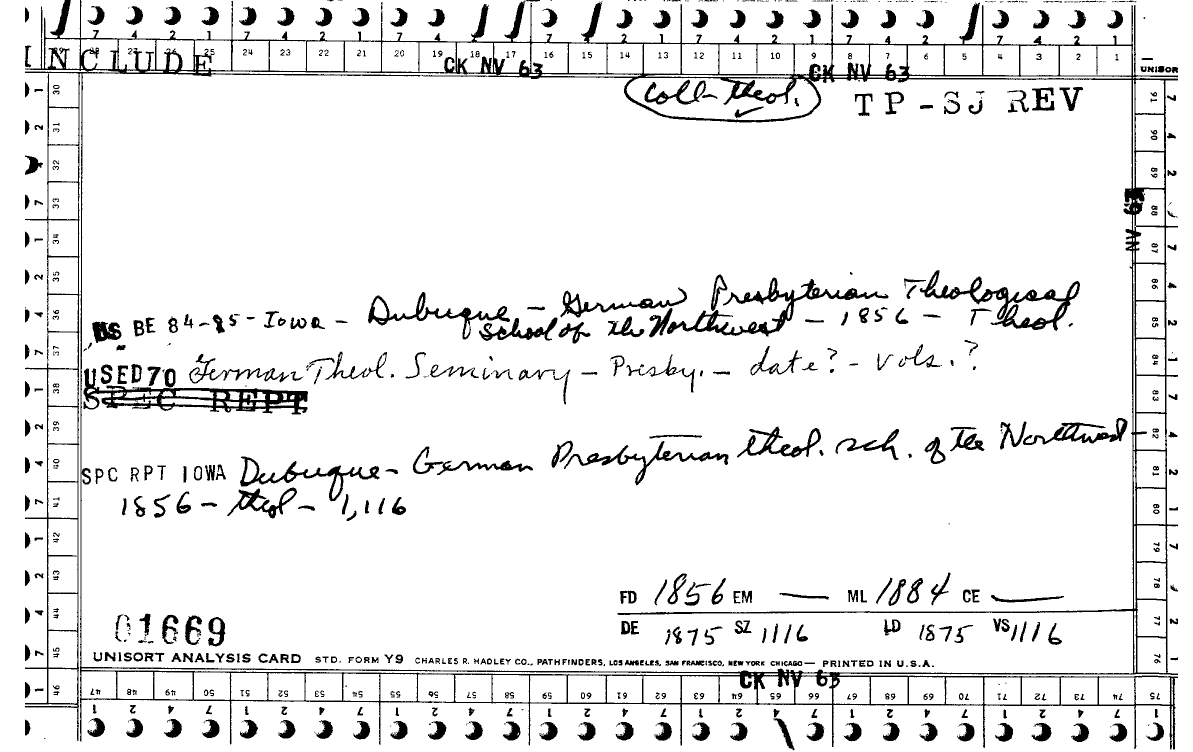 7 4 2 1 7 4 2 1 7 4 2 1 7 4 2 1 7 4 2 1 7 4 2 1 7 4 2 1
25 24 23 22 21 20 19 18 17 16 15 14 13 12 11 10 9 8 7 6 5 4 3 2 1
INCLUDE
CK NV 63
CK NV 63
UNISOR
Coll-Theol.
TP-SJ REV
US BE 84-85-Iowa - Dubuque - German Presbyterian Theological
School of the Northwest - 1856 - Theol.
USED 70 German Theol. Seminary - Presby. - date? - vols.?
SPEC REPT
SPC RPT IOWA Dubuque - German Presbyterian theol. sch. of the Northwest -
1856 - theol - 1,116
FD 1856 EM — ML 1884 CE —
DE 1875 SZ 1116 LD 1875 VS 1116
01669
UNISORT ANALYSIS CARD STD. FORM Y9 CHARLES R. HADLEY CO., PATHFINDERS, LOS ANGELES, SAN FRANCISCO, NEW YORK CHICAGO — PRINTED IN U.S.A.
CK NV 63
30 31 32 33 34 35 36 37 38 39 40 41 42 43 44 45 46
91 90 89 88 87 86 85 84 83 82 81 80 79 78 77 76 75
47 48 49 50 51 52 53 54 55 56 57 58 59 60 61 62 63 64 65 66 67 68 69 70 71 72 73 74 75
1 2 4 7 1 2 4 7 1 2 4 7 1 2 4 7 1 2 4 7 1 2 4 7 1 2 4 7 1